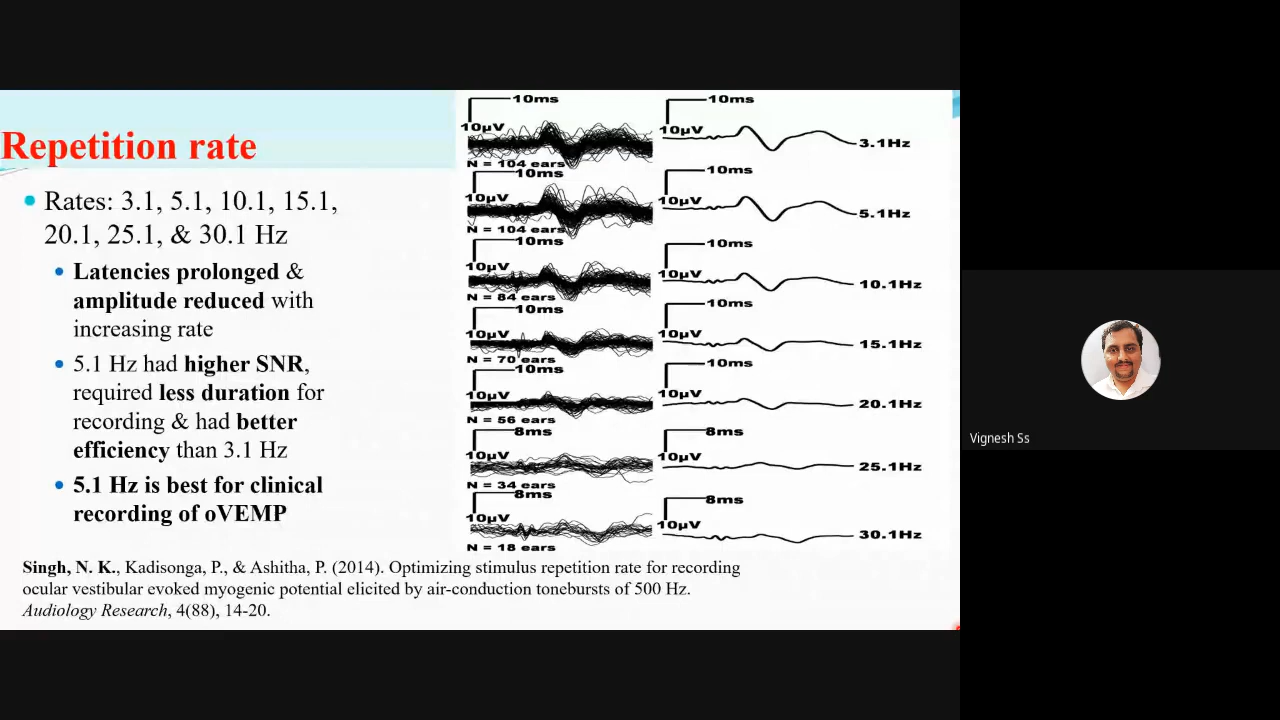 Repetition rate
Rates: 3.1, 5.1, 10.1, 15.1,
20.1, 25.1, & 30.1 Hz
Latencies prolonged &
amplitude reduced with
increasing rate
5.1 Hz had higher SNR,
required less duration for
recording & had better
efficiency than 3.1 Hz
5.1 Hz is best for clinical
recording of oVEMP
10ms
10ms
10µV
10µV
3.1Hz
N = 104 ears
10ms
10ms
10µV
10µV
5.1Hz
N = 104 ears
10ms
10ms
10µV
10µV
10.1Hz
N = 84 ears
10ms
10ms
10µV
10µV
15.1Hz
N = 70 ears
10ms
10ms
10µV
10µV
20.1Hz
N = 56 ears
8ms
8ms
10µV
10µV
25.1Hz
N = 34 ears
8ms
8ms
10µV
10µV
30.1Hz
N = 18 ears
Singh, N. K., Kadisonga, P., & Ashitha, P. (2014). Optimizing stimulus repetition rate for recording
ocular vestibular evoked myogenic potential elicited by air-conduction tonebursts of 500 Hz.
Audiology Research, 4(88), 14-20.
Vignesh Ss